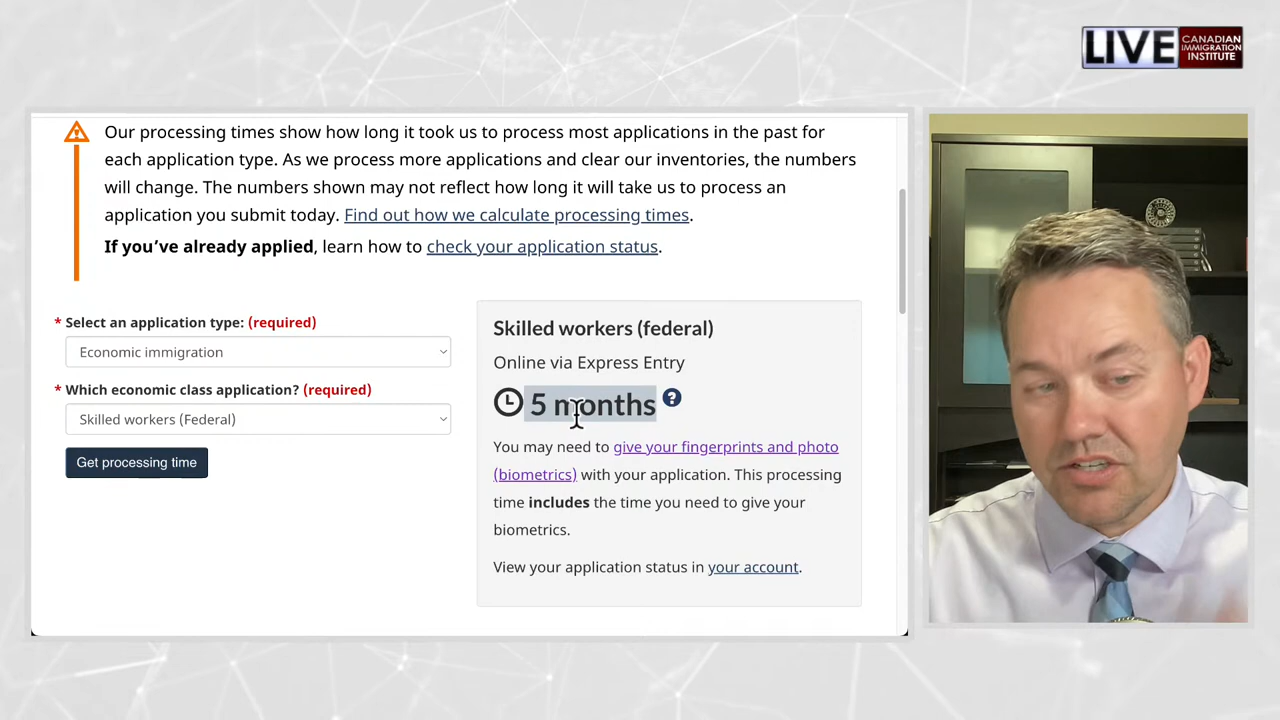 LIVE CANADIAN
IMMIGRATION
INSTITUTE
Our processing times show how long it took us to process most applications in the past for
each application type. As we process more applications and clear our inventories, the numbers
will change. The numbers shown may not reflect how long it will take us to process an
application you submit today. Find out how we calculate processing times.
If you’ve already applied, learn how to check your application status.
* Select an application type: (required)
Economic immigration
* Which economic class application? (required)
Skilled workers (Federal)
Get processing time
Skilled workers (federal)
Online via Express Entry
5 months ?
You may need to give your fingerprints and photo
(biometrics) with your application. This processing
time includes the time you need to give your
biometrics.
View your application status in your account.